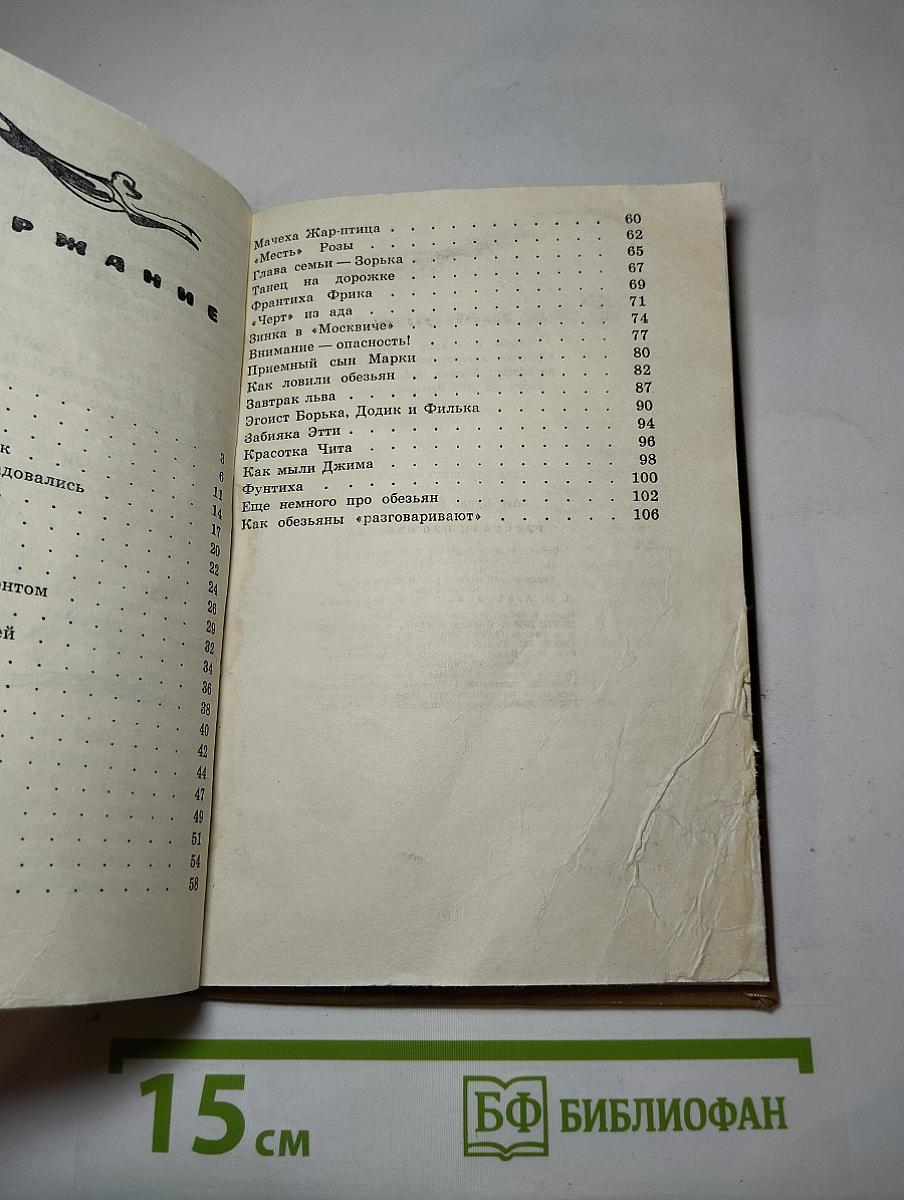 РЖАНИЕ
3
к 6
адовались 11
14
17
20
22
24
ентом 26
29
ей 32
34
36
38
40
42
44
47
49
51
54
58
Мачеха Жар-птица 60
«Месть» Розы 62
Глава семьи — Зорька 65
Танец на дорожке 67
Франтиха Фрика 69
«Черт» из ада 71
Зинка в «Москвиче» 74
Внимание — опасность! 77
Приемный сын Марки 80
Как ловили обезьян 82
Завтрак льва 87
Эгоист Борька, Додик и Филька 90
Забияка Этти 94
Красотка Чита 96
Как мыли Джима 98
Фунтиха 100
Еще немного про обезьян 102
Как обезьяны «разговаривают» 106
15 см
БФ БИБЛИОФАН